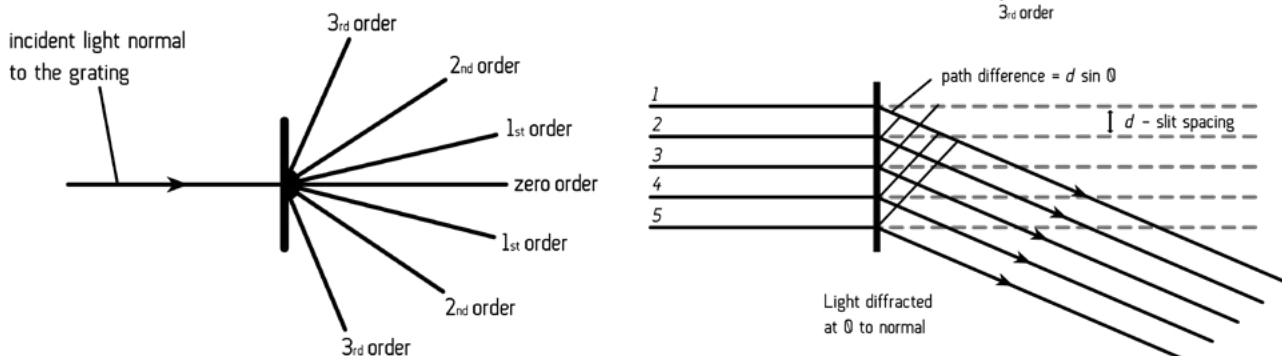 incident light normal
to the grating
3rd order
2nd order
1st order
zero order
1st order
2nd order
3rd order
3rd order
path difference = d sin θ
1
2
3
4
5
d - slit spacing
Light diffracted
at θ to normal